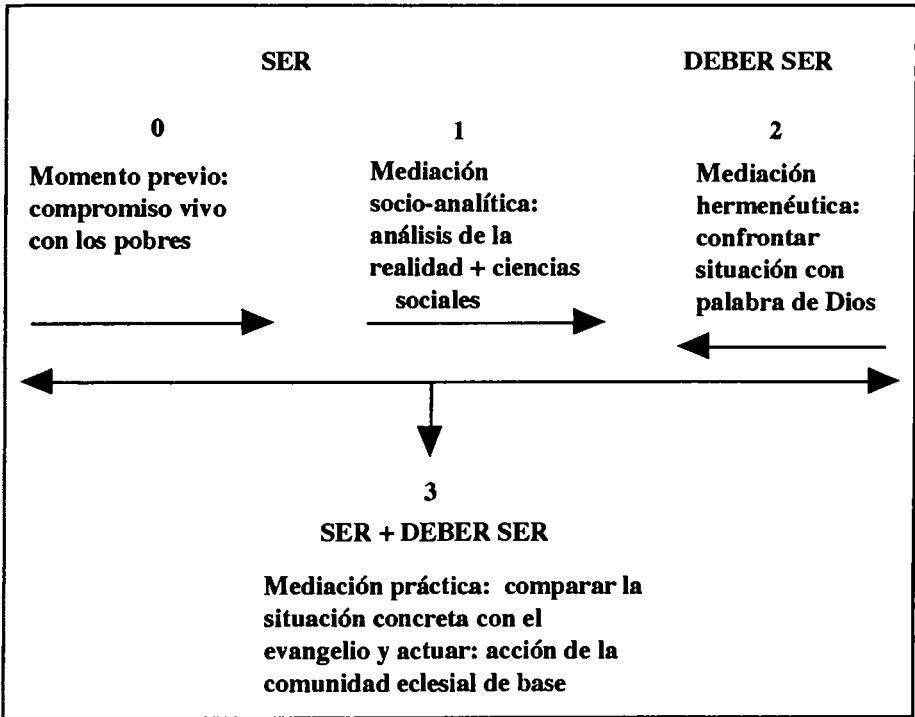 SER
DEBER SER
0
Momento previo:
compromiso vivo
con los pobres
1
Mediación
socio-analítica:
análisis de la
realidad + ciencias
sociales
2
Mediación
hermenéutica:
confrontar
situación con
palabra de Dios
3
SER + DEBER SER
Mediación práctica: comparar la
situación concreta con el
evangelio y actuar: acción de la
comunidad eclesial de base